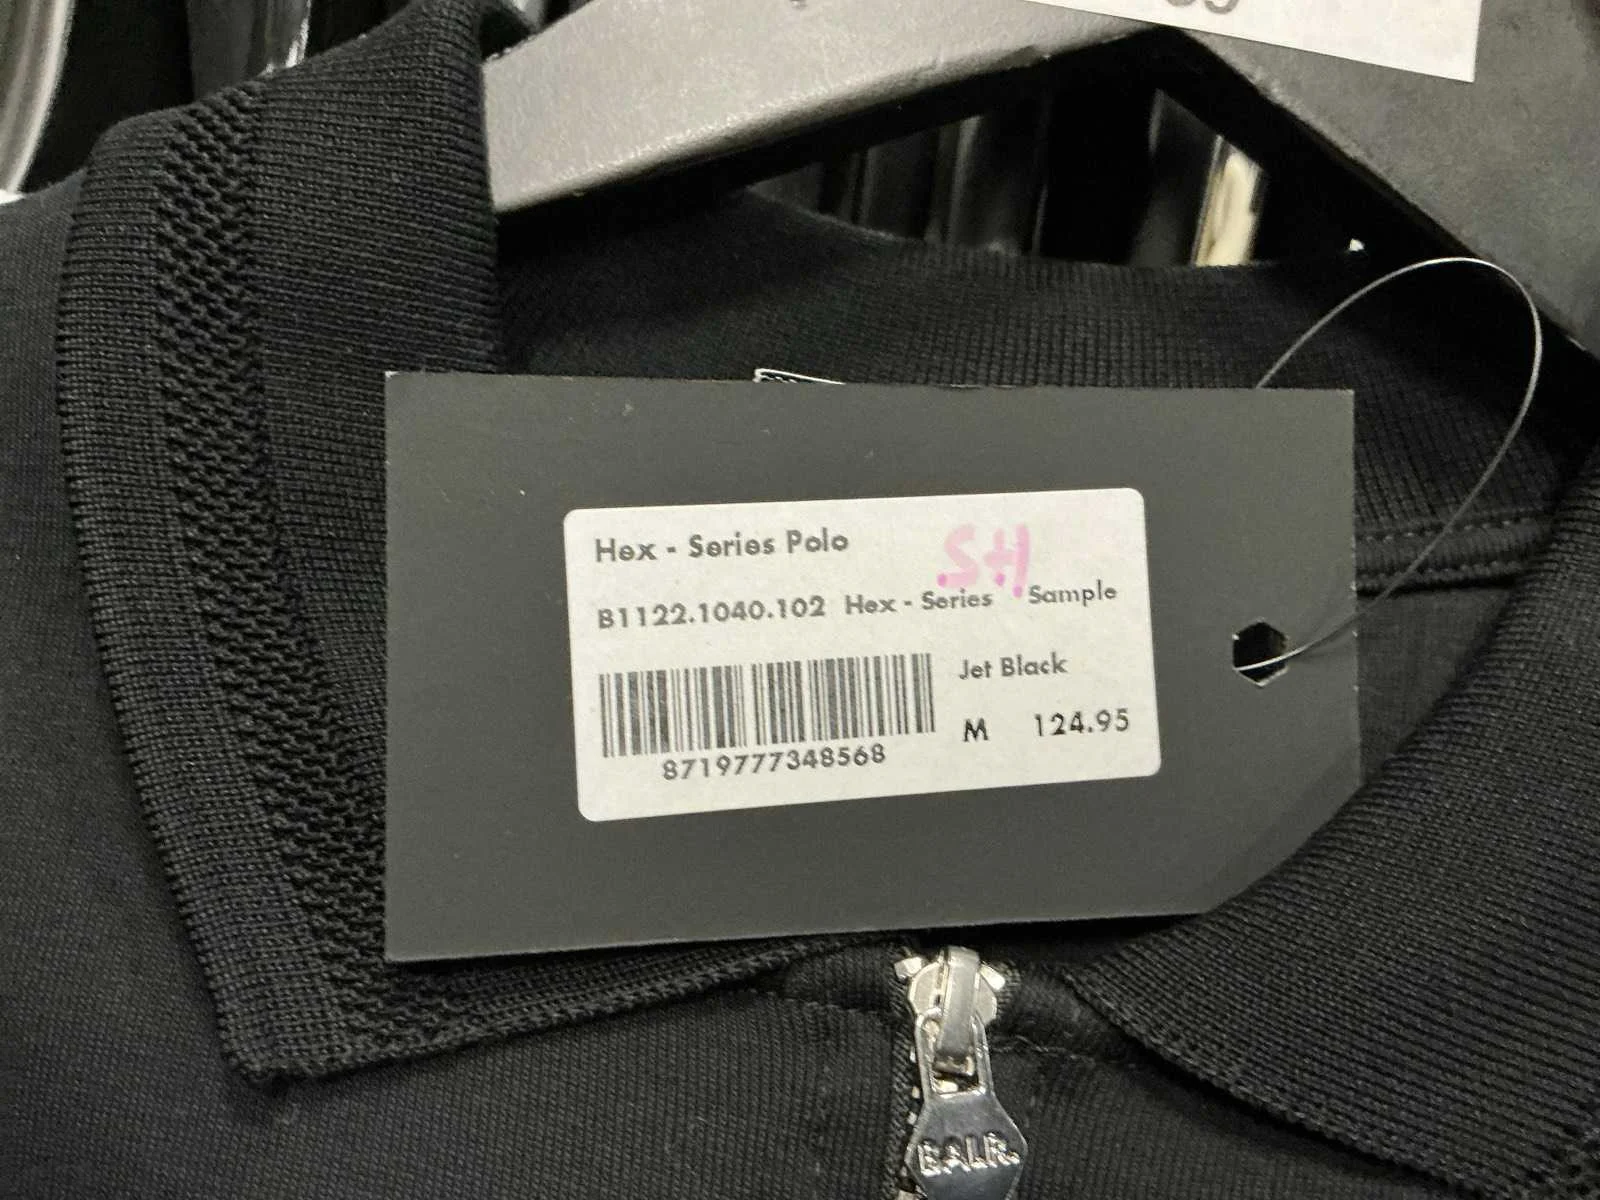 Hex - Series Polo
SH
B1122.1040.102 Hex - Series Sample
Jet Black
M 124.95
8719777348568
BALR.